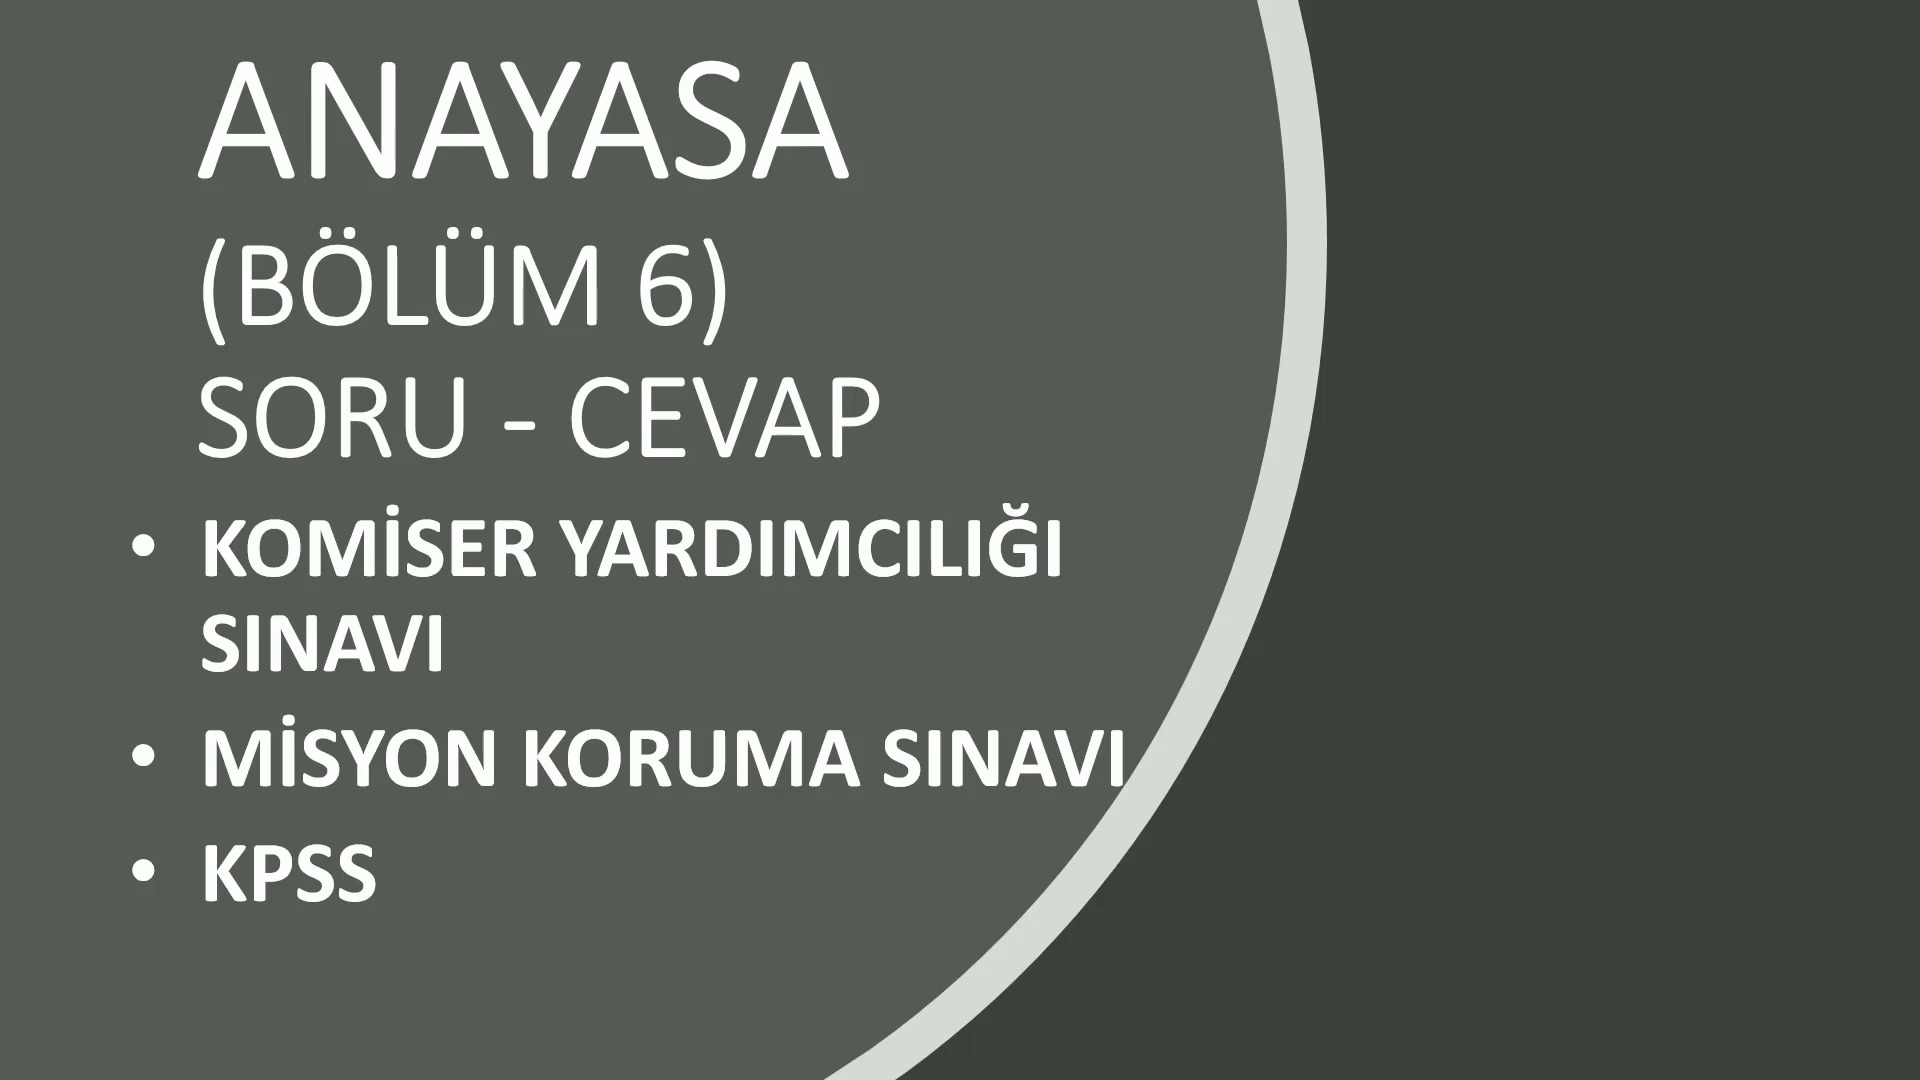 ANAYASA
(BÖLÜM 6)
SORU - CEVAP
• KOMİSER YARDIMCILIĞI
SINAVI
• MİSYON KORUMA SINAVI
• KPSS